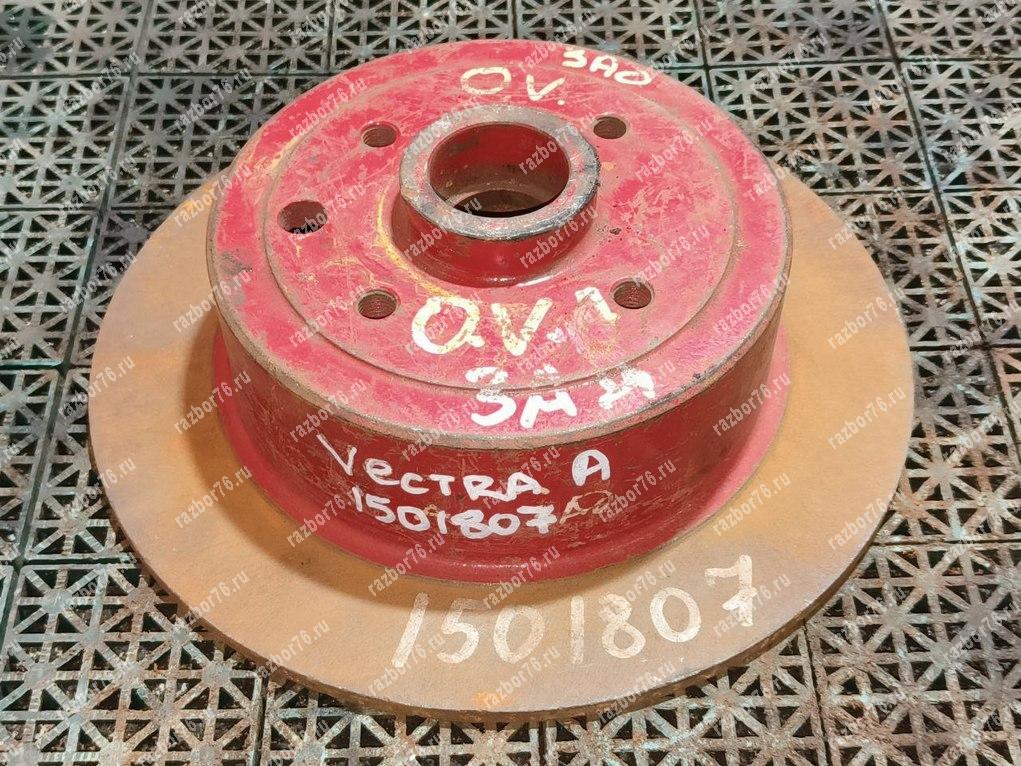 ЗАО
O V.
O.V. 1
ЗАД
VECTRA A
1501807
1501807
razbor76.ru